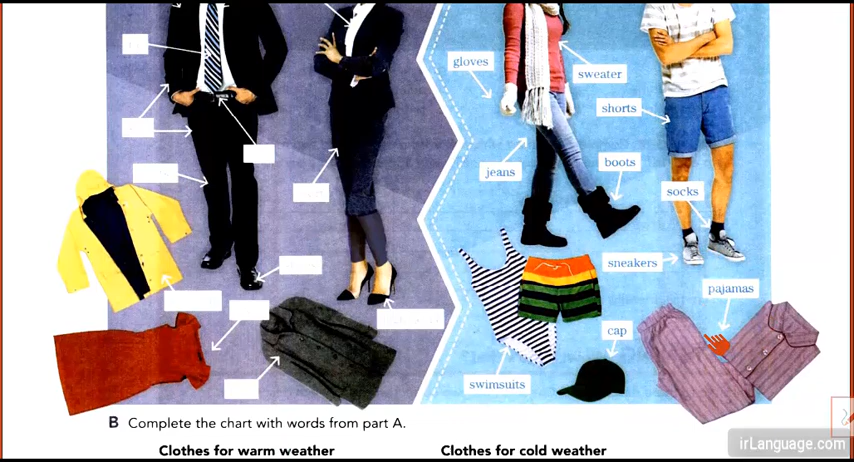 gloves
sweater
shorts
jeans
boots
socks
sneakers
pajamas
cap
swimsuits
B Complete the chart with words from part A.
Clothes for warm weather
Clothes for cold weather
irLanguage.com